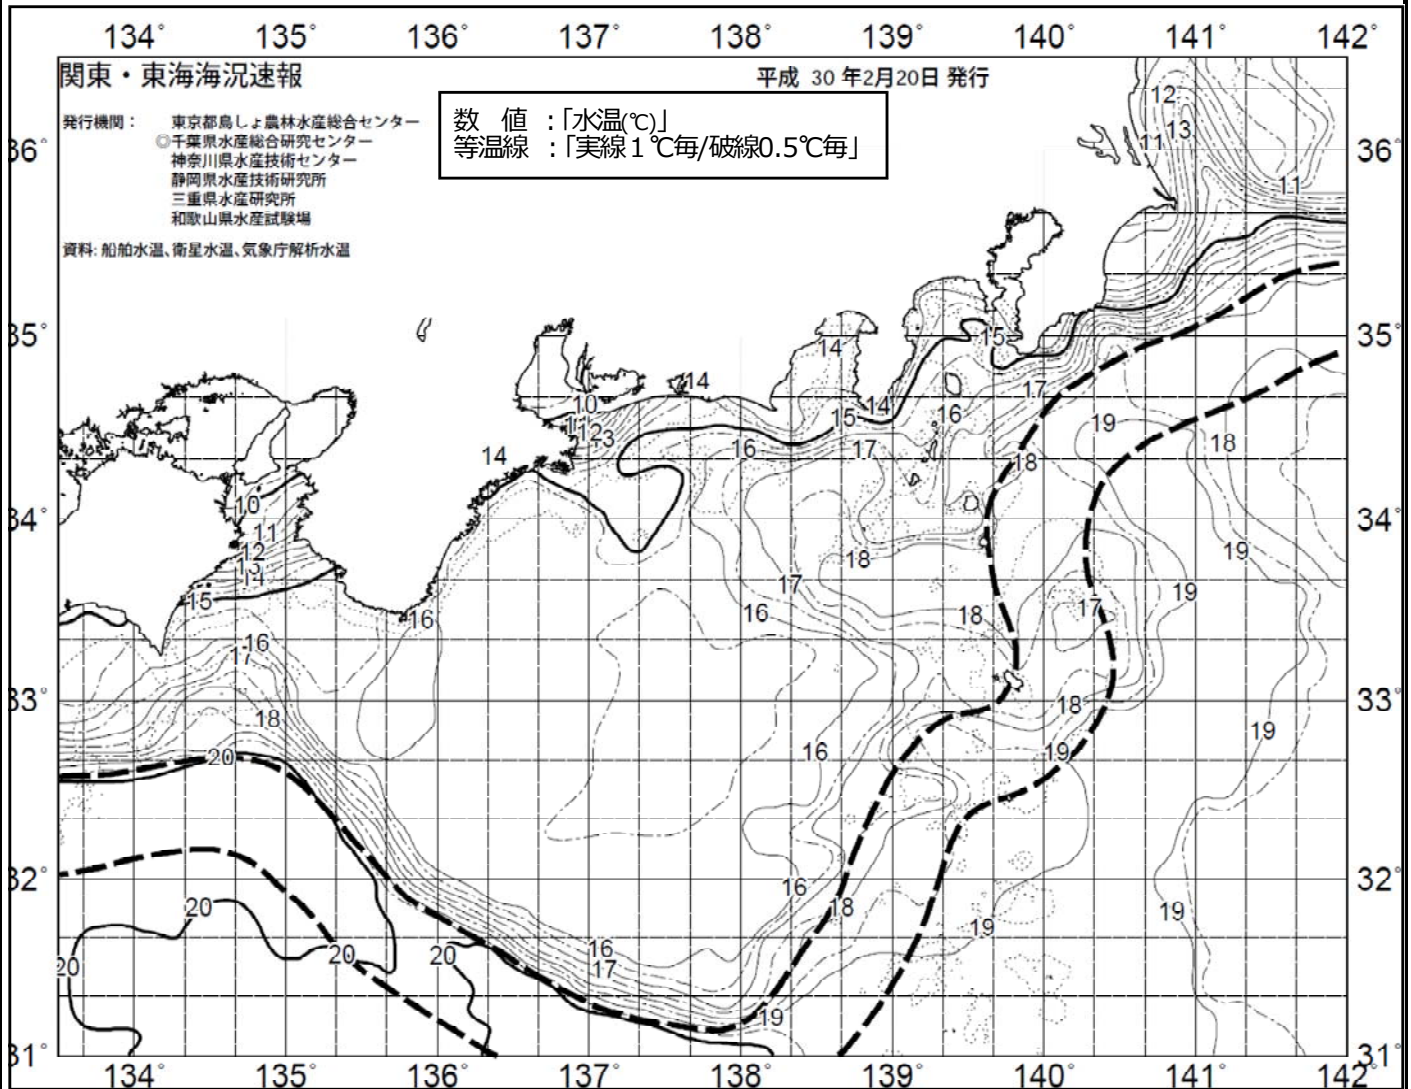 134° 135° 136° 137° 138° 139° 140° 141° 142°
関東・東海海況速報
平成 30 年2月20日 発行
発行機関： 東京都島しょ農林水産総合センター
◎千葉県水産総合研究センター
神奈川県水産技術センター
静岡県水産技術研究所
三重県水産研究所
和歌山県水産試験場
資料: 船舶水温、衛星水温、気象庁解析水温
数 値 ：「水温(℃)」
等温線 ：「実線１℃毎/破線0.5℃毎」
12
13
11
36° 36°
11
35° 15 35°
14
14 17
10 15 14 16 19
11 12 13 16 17 18
14 18
10
34° 34°
11
12 18 19
13
14 17 19
15 16 18 17
16
16
17
33° 18 33°
18 19
20 16 19
32° 16 32°
20 18 19
19
20 20 16
20 17
19
31° 31°
134° 135° 136° 137° 138° 139° 140° 141° 142°